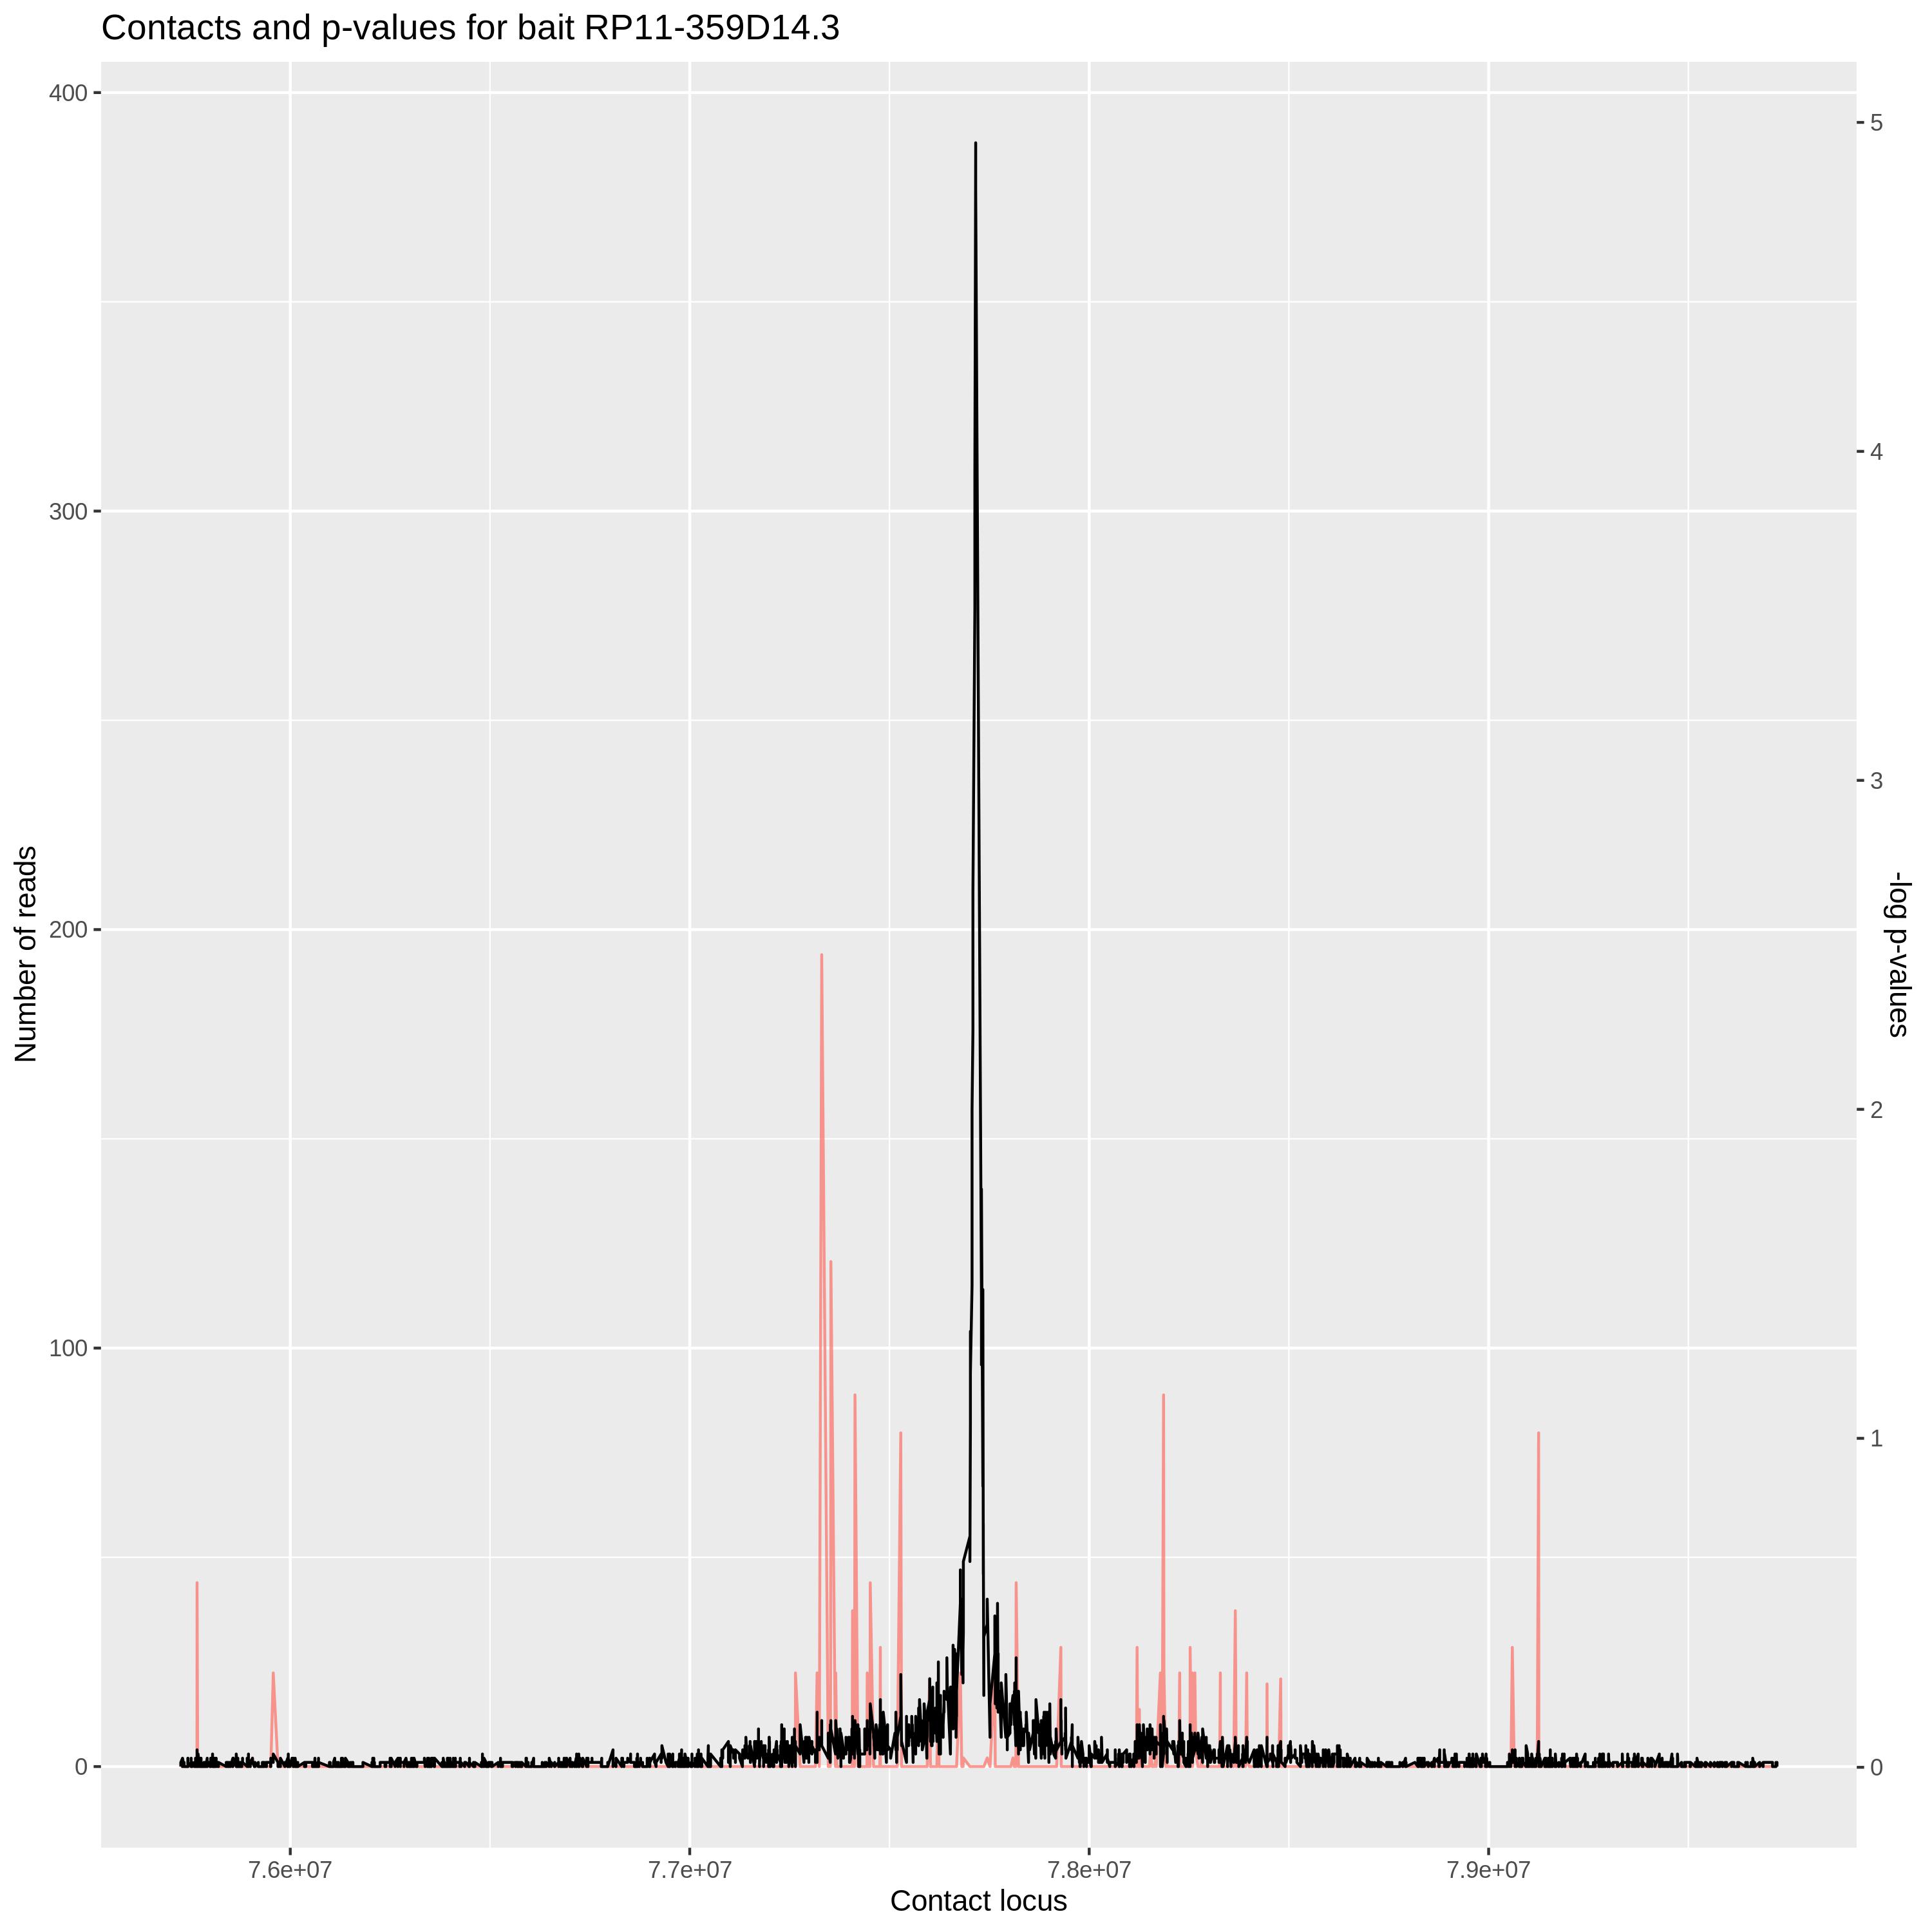 Contacts and p-values for bait RP11-359D14.3
400
300
200
100
0
Number of reads
5
4
3
2
1
0
-log p-values
7.6e+07
7.7e+07
7.8e+07
7.9e+07
Contact locus